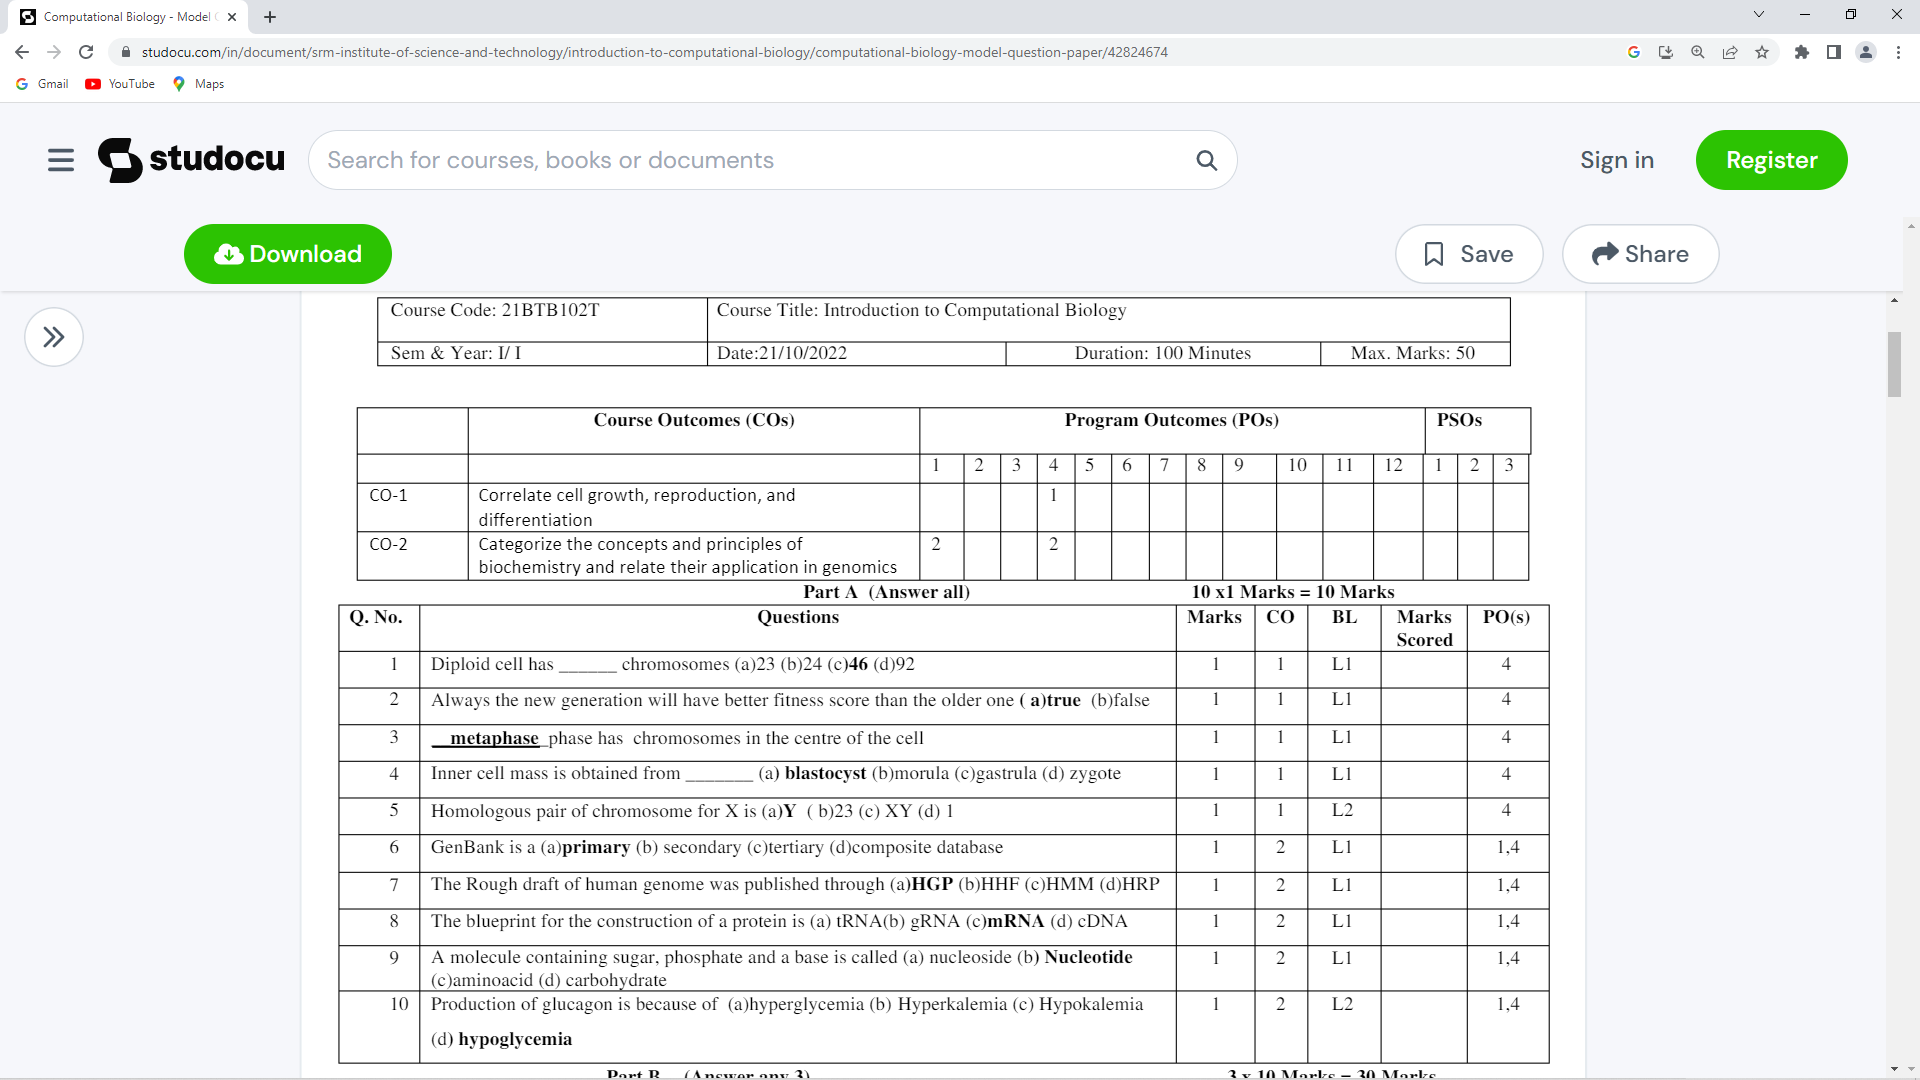 Computational Biology - Model
studocu.com/in/document/srm-institute-of-science-and-technology/introduction-to-computational-biology/computational-biology-model-question-paper/42824674
Gmail YouTube Maps
studocu Search for courses, books or documents Sign in Register
Download Save Share
Course Code: 21BTB102T Course Title: Introduction to Computational Biology
Sem & Year: I/ I Date:21/10/2022 Duration: 100 Minutes Max. Marks: 50
Course Outcomes (COs) Program Outcomes (POs) PSOs
1 2 3 4 5 6 7 8 9 10 11 12 1 2 3
CO-1 Correlate cell growth, reproduction, and 1
differentiation
CO-2 Categorize the concepts and principles of 2 2
biochemistry and relate their application in genomics
Part A (Answer all) 10 x1 Marks = 10 Marks
Q. No. Questions Marks CO BL Marks PO(s)
Scored
1 Diploid cell has ______ chromosomes (a)23 (b)24 (c)46 (d)92 1 1 L1 4
2 Always the new generation will have better fitness score than the older one ( a)true (b)false 1 1 L1 4
3 __metaphase_phase has chromosomes in the centre of the cell 1 1 L1 4
4 Inner cell mass is obtained from _______ (a) blastocyst (b)morula (c)gastrula (d) zygote 1 1 L1 4
5 Homologous pair of chromosome for X is (a)Y ( b)23 (c) XY (d) 1 1 1 L2 4
6 GenBank is a (a)primary (b) secondary (c)tertiary (d)composite database 1 2 L1 1,4
7 The Rough draft of human genome was published through (a)HGP (b)HHF (c)HMM (d)HRP 1 2 L1 1,4
8 The blueprint for the construction of a protein is (a) tRNA(b) gRNA (c)mRNA (d) cDNA 1 2 L1 1,4
9 A molecule containing sugar, phosphate and a base is called (a) nucleoside (b) Nucleotide 1 2 L1 1,4
(c)aminoacid (d) carbohydrate
10 Production of glucagon is because of (a)hyperglycemia (b) Hyperkalemia (c) Hypokalemia 1 2 L2 1,4
(d) hypoglycemia
Part B (Answer any 3) 3 x 10 Marks = 30 Marks